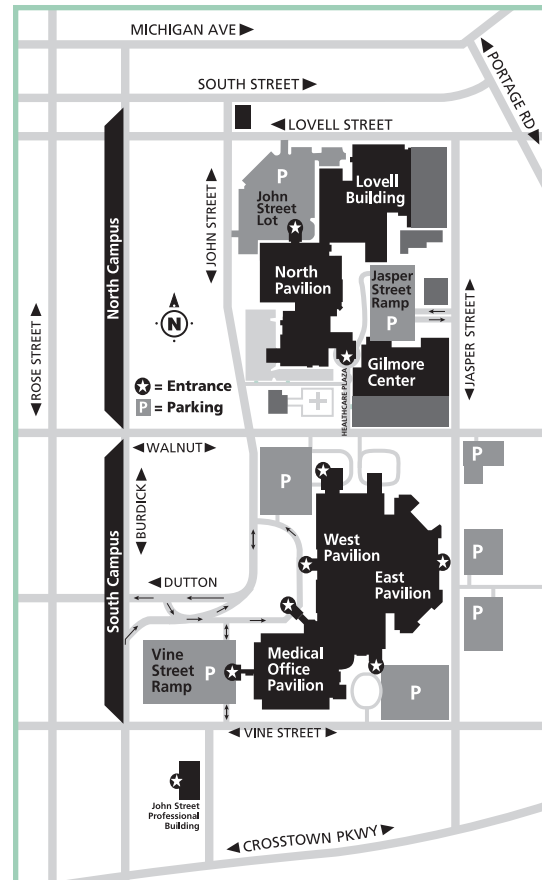 MICHIGAN AVE
PORTAGE RD
SOUTH STREET
LOVELL STREET
P
John
Street
Lot
Lovell
Building
JOHN STREET
North Campus
North
Pavilion
Jasper
Street
Ramp
P
N
ROSE STREET
JASPER STREET
Gilmore
Center
= Entrance
P = Parking
HEALTHCARE PLAZA
WALNUT
P
P
BURDICK
South Campus
West
Pavilion
P
East
Pavilion
DUTTON
P
Vine
Street
Ramp
P
Medical
Office
Pavilion
P
VINE STREET
John Street
Professional
Building
CROSSTOWN PKWY